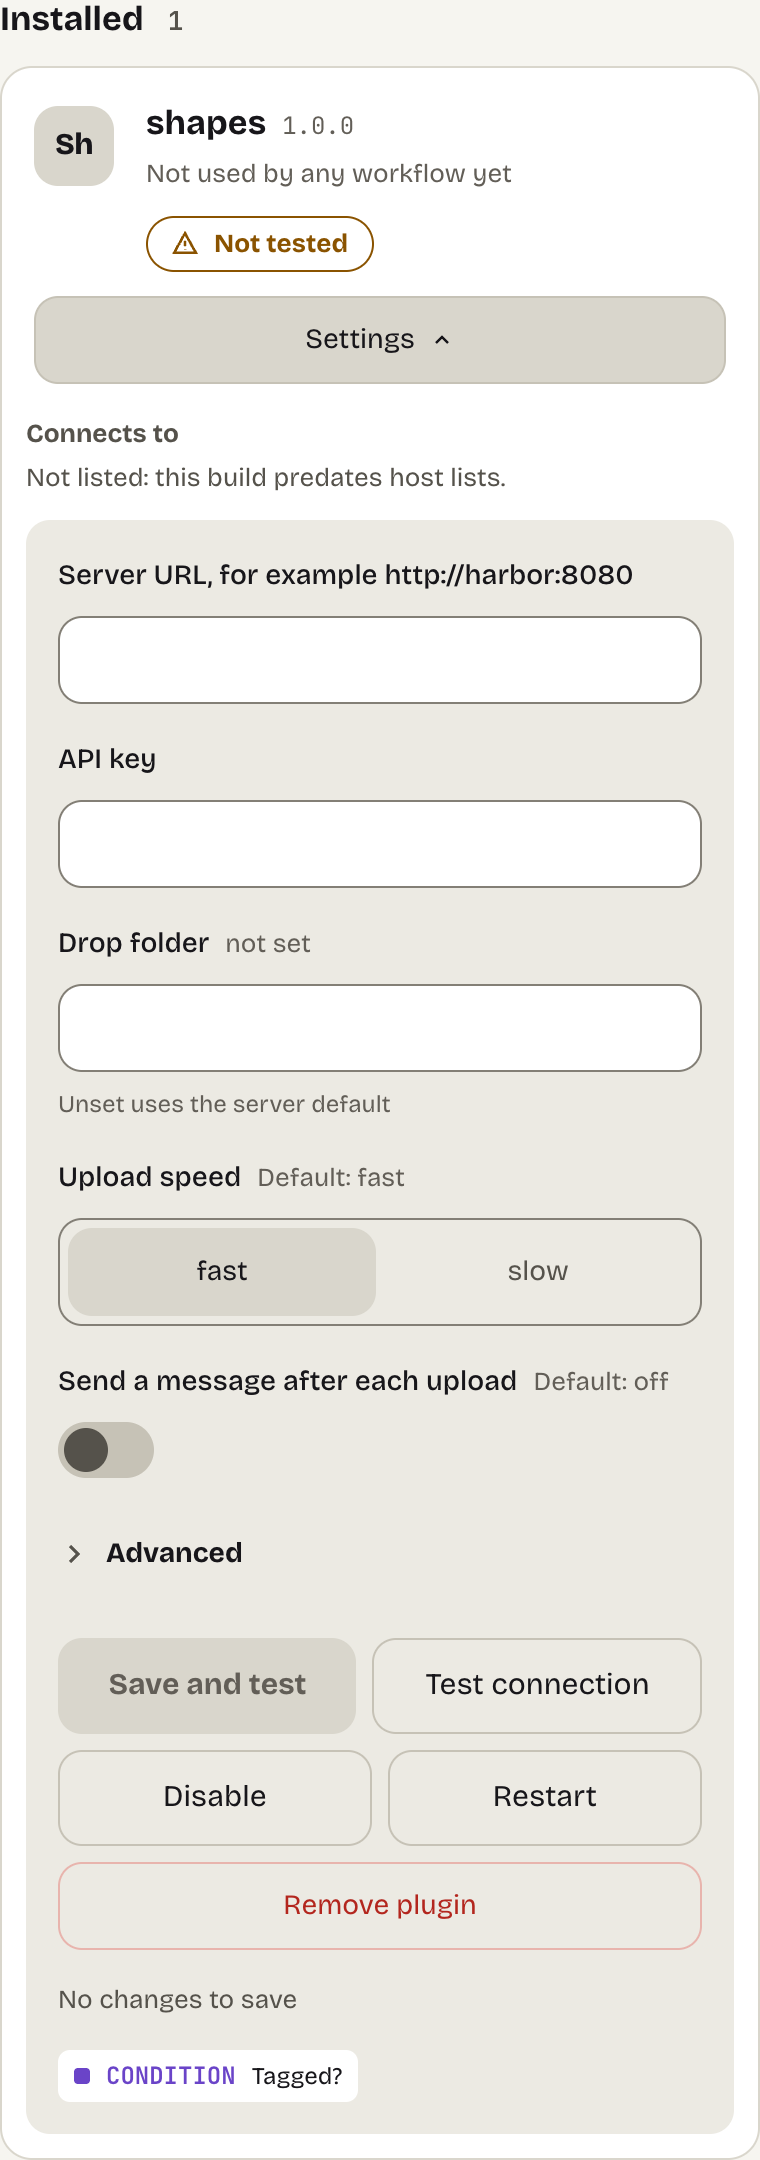 Installed 1
Sh
shapes 1.0.0
Not used by any workflow yet
Not tested
Settings
Connects to
Not listed: this build predates host lists.
Server URL, for example http://harbor:8080
API key
Drop folder not set
Unset uses the server default
Upload speed Default: fast
fast slow
Send a message after each upload Default: off
Advanced
Save and test Test connection
Disable Restart
Remove plugin
No changes to save
CONDITION Tagged?